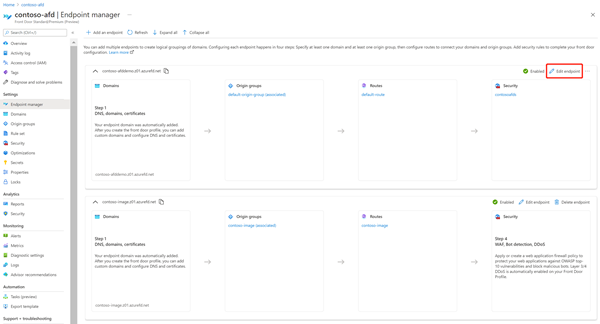 Home > contoso-afd
contoso-afd | Endpoint manager ...
Front Door Standard/Premium (Preview)
Search (Ctrl+/)
Add an endpoint Refresh Expand all Collapse all
Overview
Activity log
Access control (IAM)
Tags
Diagnose and solve problems
Settings
Endpoint manager
Domains
Origin groups
Rule set
Security
Optimizations
Secrets
Properties
Locks
Analytics
Reports
Security
Monitoring
Alerts
Metrics
Diagnostic settings
Logs
Advisor recommendations
Automation
Tasks (preview)
Export template
Support + troubleshooting
You can add multiple endpoints to create logical groupings of domains. Configuring each endpoint happens in four steps: Specify at least one domain and at least one origin group, then configure routes to connect your domains and origin groups. Add security rules to complete your front door
configuration. Learn more
contoso-afddemo.z01.azurefd.net
Enabled Edit endpoint ...
Domains
Step 1
DNS, domains, certificates
Your endpoint domain was automatically added.
After you create the front door profile, you can
add custom domains and configure DNS and
certificates.
contoso-afddemo.z01.azurefd.net
Origin groups
default-origin-group (associated)
Routes
default-route
Security
contosoafds
contoso-image.z01.azurefd.net
Enabled Edit endpoint Delete endpoint
Domains
Step 1
DNS, domains, certificates
Your endpoint domain was automatically added.
After you create the front door profile, you can
add custom domains and configure DNS and
certificates.
contoso-image.z01.azurefd.net
Origin groups
contoso-image (associated)
Routes
contoso-image
Security
Step 4
WAF, Bot detection, DDoS
Apply or create a web application firewall policy to
protect your web applications against OWASP top-
10 vulnerabilities and block malicious bots. Layer 3/4
DDoS is automatically enabled on your Front Door
Profile.